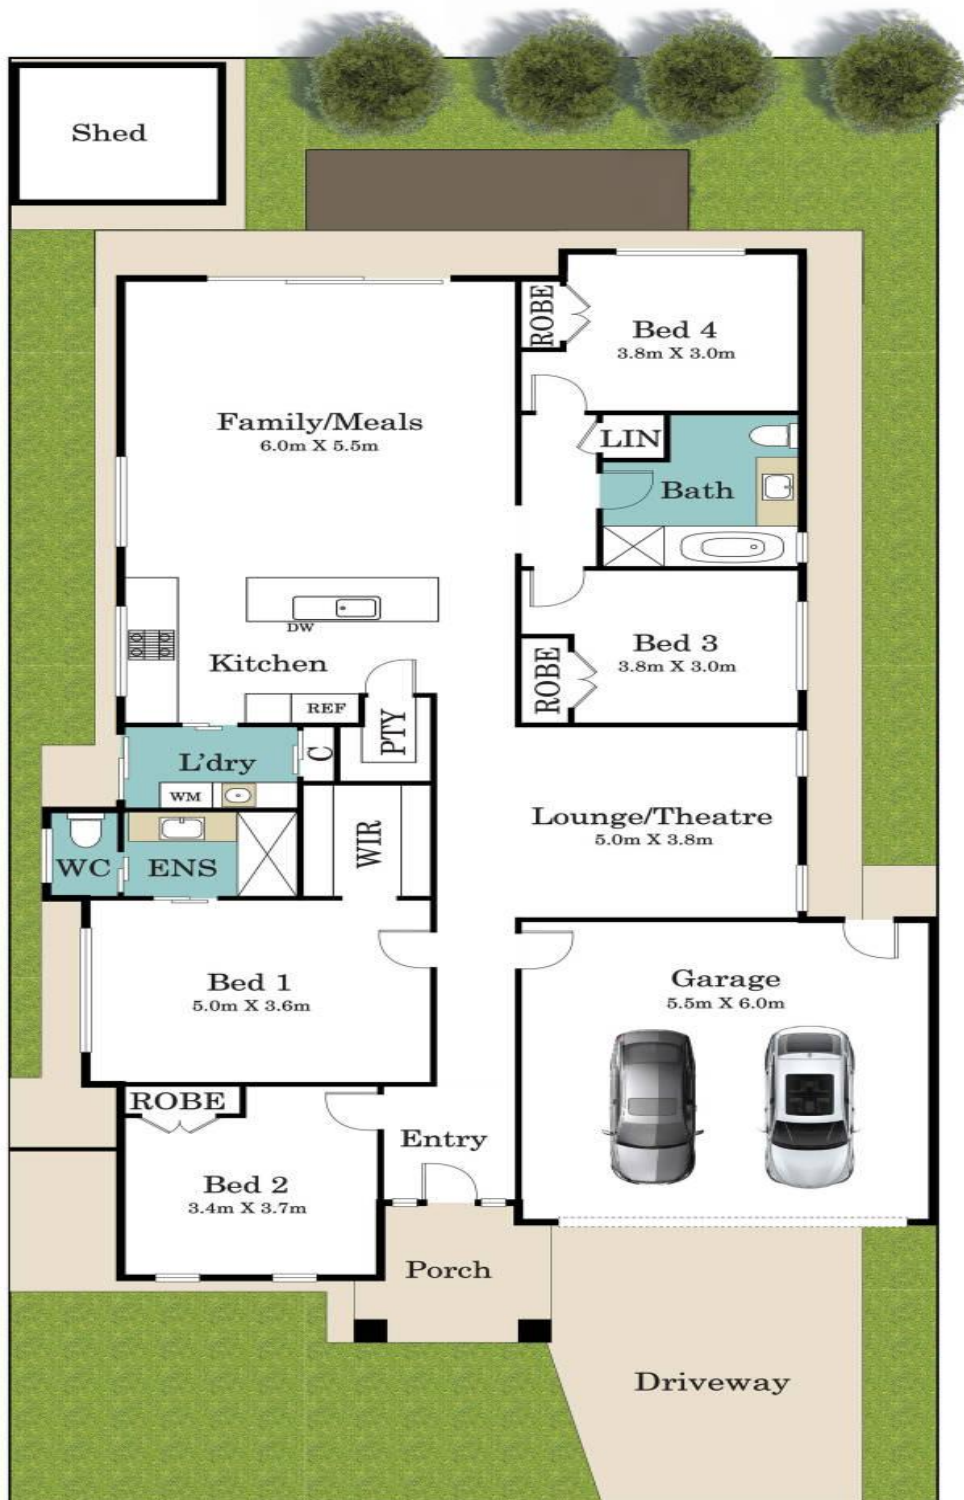 Shed
ROBE
Bed 4
3.8m X 3.0m
Family/Meals
6.0m X 5.5m
LIN
Bath
DW
Kitchen
Bed 3
3.8m X 3.0m
ROBE
REF
PTY
C
L'dry
WM
Lounge/Theatre
5.0m X 3.8m
WIR
WC
ENS
Bed 1
5.0m X 3.6m
Garage
5.5m X 6.0m
ROBE
Entry
Bed 2
3.4m X 3.7m
Porch
Driveway